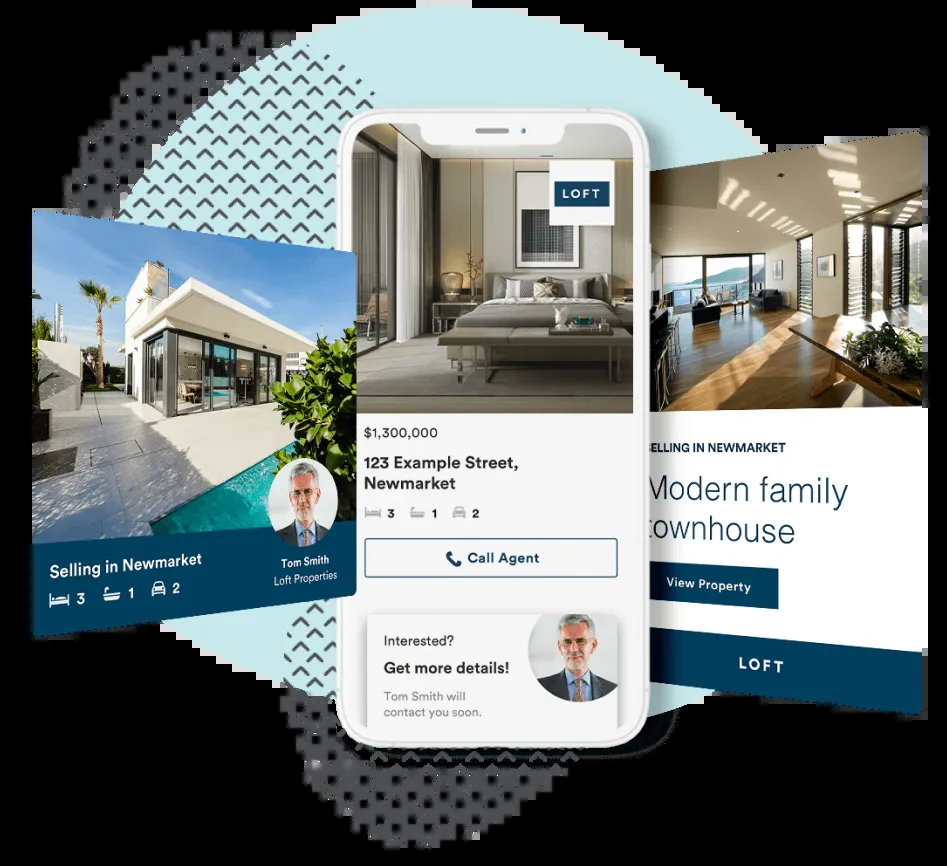 Selling in Newmarket
3 1 2
Tom Smith
Loft Properties
LOFT
$1,300,000
123 Example Street,
Newmarket
3 1 2
Call Agent
Interested?
Get more details!
Tom Smith will
contact you soon.
SELLING IN NEWMARKET
Modern family
townhouse
View Property
LOFT